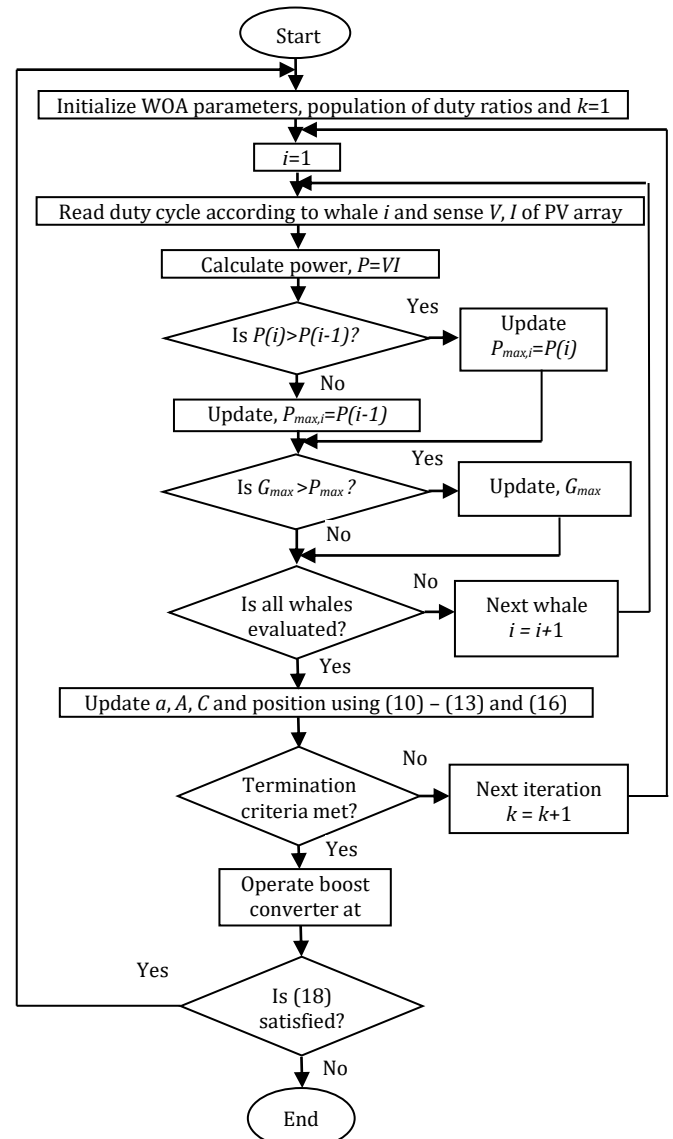 Start
Initialize WOA parameters, population of duty ratios and k=1
i=1
Read duty cycle according to whale i and sense V, I of PV array
Calculate power, P=VI
Is P(i)>P(i-1)?
Yes
Update
Pmax,i=P(i)
No
Update, Pmax,i=P(i-1)
Is Gmax >Pmax ?
Yes
Update, Gmax
No
Is all whales
evaluated?
No
Next whale
i = i+1
Yes
Update a, A, C and position using (10) – (13) and (16)
Termination
criteria met?
No
Next iteration
k = k+1
Yes
Operate boost
converter at
Is (18)
satisfied?
Yes
No
End